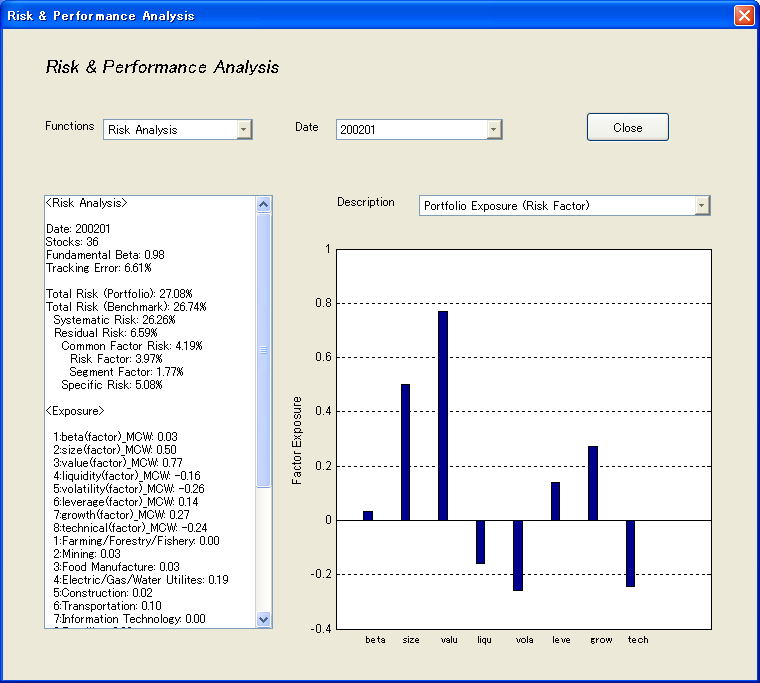 Risk & Performance Analysis
Risk & Performance Analysis
Functions
Risk Analysis
Date
200201
Close
<Risk Analysis>
Date: 200201
Stocks: 36
Fundamental Beta: 0.98
Tracking Error: 6.61%
Total Risk (Portfolio): 27.08%
Total Risk (Benchmark): 26.74%
Systematic Risk: 26.26%
Residual Risk: 6.59%
Common Factor Risk: 4.19%
Risk Factor: 3.97%
Segment Factor: 1.77%
Specific Risk: 5.08%
<Exposure>
1:beta(factor)_MCW: 0.03
2:size(factor)_MCW: 0.50
3:value(factor)_MCW: 0.77
4:liquidity(factor)_MCW: -0.16
5:volatility(factor)_MCW: -0.26
6:leverage(factor)_MCW: 0.14
7:growth(factor)_MCW: 0.27
8:technical(factor)_MCW: -0.24
1:Farming/Forestry/Fishery: 0.00
2:Mining: 0.03
3:Food Manufacture: 0.03
4:Electric/Gas/Water Utilites: 0.19
5:Construction: 0.02
6:Transportation: 0.10
7:Information Technology: 0.00
Description
Portfolio Exposure (Risk Factor)
Factor Exposure
1
0.8
0.6
0.4
0.2
0
-0.2
-0.4
beta size valu liqu vola leve grow tech